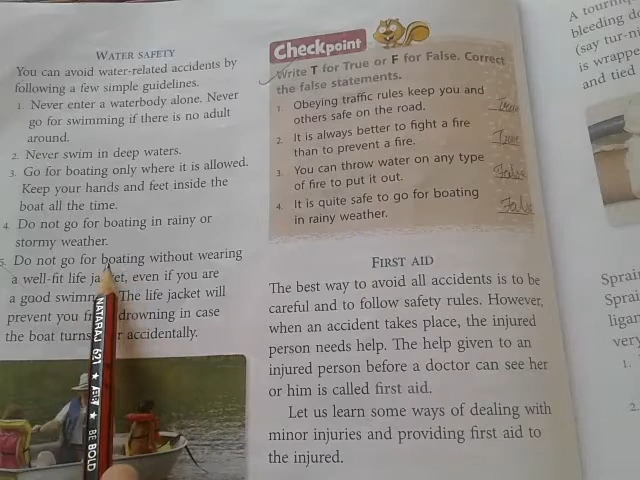 WATER SAFETY
You can avoid water-related accidents by
following a few simple guidelines.
1. Never enter a waterbody alone. Never
go for swimming if there is no adult
around.
2. Never swim in deep waters.
3. Go for boating only where it is allowed.
Keep your hands and feet inside the
boat all the time.
4. Do not go for boating in rainy or
stormy weather.
5. Do not go for boating without wearing
a well-fit life jacket, even if you are
a good swimmer. The life jacket will
prevent you from drowning in case
the boat turns over accidentally.
NATARAJ 621 HB BE BOLD
Checkpoint
Write T for True or F for False. Correct
the false statements.
1. Obeying traffic rules keep you and
others safe on the road. True
2. It is always better to fight a fire
than to prevent a fire. True
3. You can throw water on any type
of fire to put it out. False
4. It is quite safe to go for boating
in rainy weather. False
FIRST AID
The best way to avoid all accidents is to be
careful and to follow safety rules. However,
when an accident takes place, the injured
person needs help. The help given to an
injured person before a doctor can see her
or him is called first aid.
Let us learn some ways of dealing with
minor injuries and providing first aid to
the injured.
A
bleeding
(say tur-ni
is wrappe
and tied
Sprai
Sprai
ligan
very
1.
2.